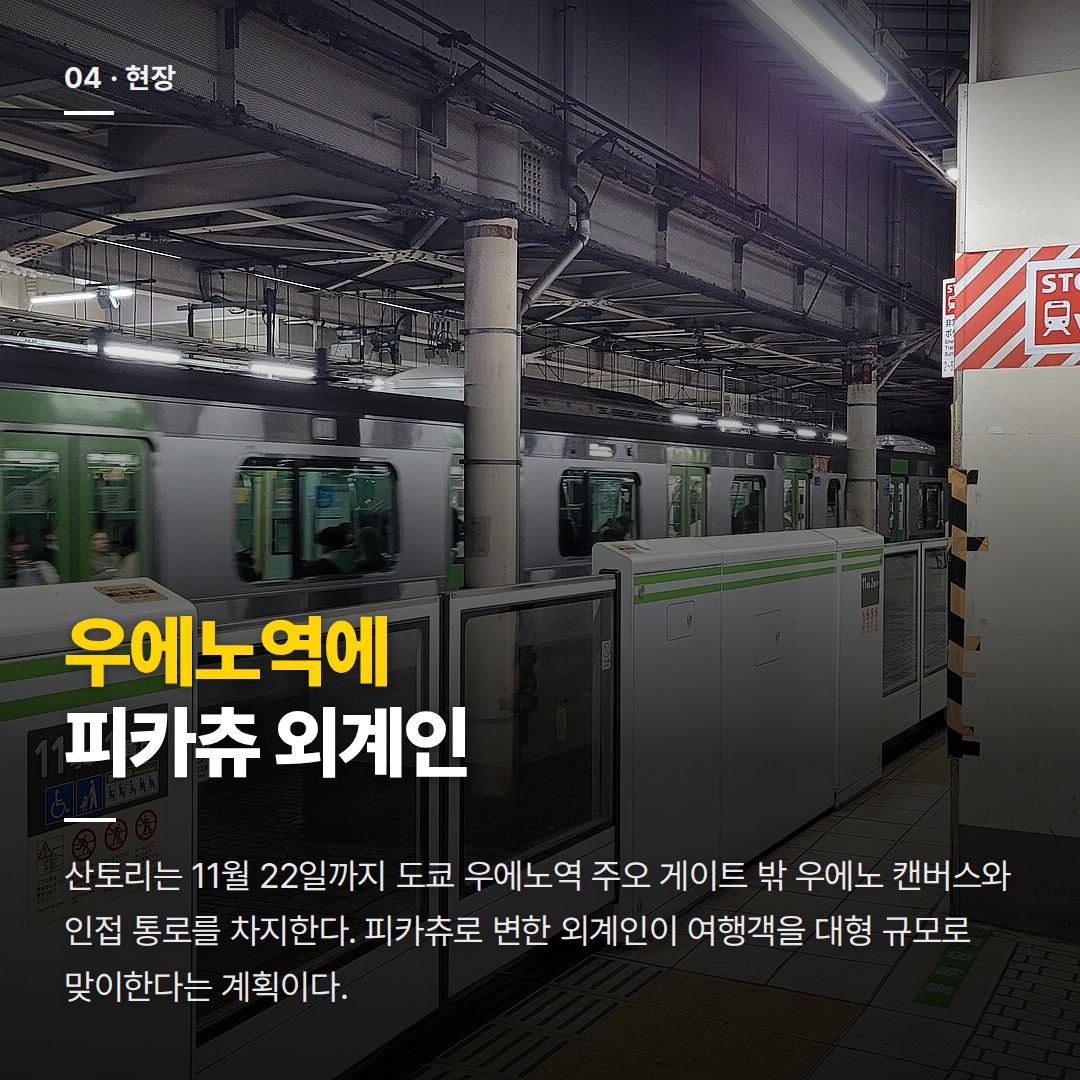 04 · 현장
우에노역에
피카츄 외계인
산토리는 11월 22일까지 도쿄 우에노역 주오 게이트 밖 우에노 캔버스와
인접 통로를 차지한다. 피카츄로 변한 외계인이 여행객을 대형 규모로
맞이한다는 계획이다.